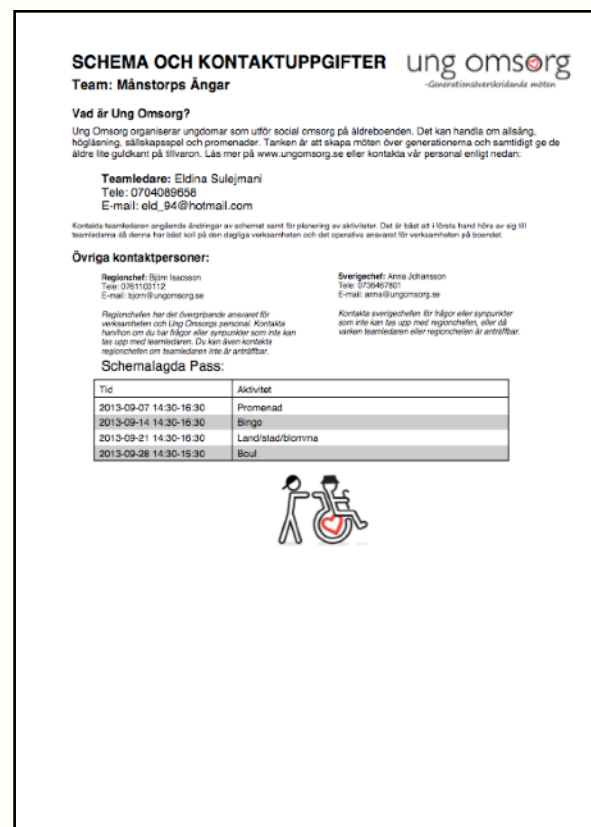 SCHEMA OCH KONTAKTUPPGIFTER
ung omsorg
-Generationsöverskridande möten
Team: Månstorps Ängar
Vad är Ung Omsorg?
Ung Omsorg organiserar ungdomar som utför social omsorg på äldreboenden. Det kan handla om allsång,
högläsning, sällskapsspel och promenader. Tanken är att skapa möten över generationerna och samtidigt ge de
äldre lite guldkant på tillvaron. Läs mer på www.ungomsorg.se eller kontakta vår personal enligt nedan:
Teamledare: Eldina Sulejmani
Tele: 0704089658
E-mail: eld_94@hotmail.com
Kontakta teamledaren angående ändringar av schemat samt för planering av aktiviteter. Det är bäst att i första hand höra av sig till
teamledarna då denna har bäst koll på den dagliga verksamheten och det operativa ansvaret för verksamheten på boendet.
Övriga kontaktpersoner:
Regionchef: Björn Isacsson
Tele: 0761100112
E-mail: bjorn@ungomsorg.se
Regionchefen har det övergripande ansvaret för
verksamheten och Ung Omsorgs personal. Kontakta
han/hon om du har frågor eller synpunkter som inte kan
tas upp med teamledaren. Du kan även kontakta
regionchefen om teamledaren inte är anträffbar.
Sverigechef: Anna Johansson
Tele: 0736467801
E-mail: anna@ungomsorg.se
Kontakta sverigechefen för frågor eller synpunkter
som inte kan tas upp med regionchefen, eller då
varken teamledaren eller regionchefen är anträffbar.
Schemalagda Pass:
Tid Aktivitet
2013-09-07 14:30-16:30 Promenad
2013-09-14 14:30-16:30 Bingo
2013-09-21 14:30-16:30 Land/stad/blomma
2013-09-28 14:30-15:30 Boul